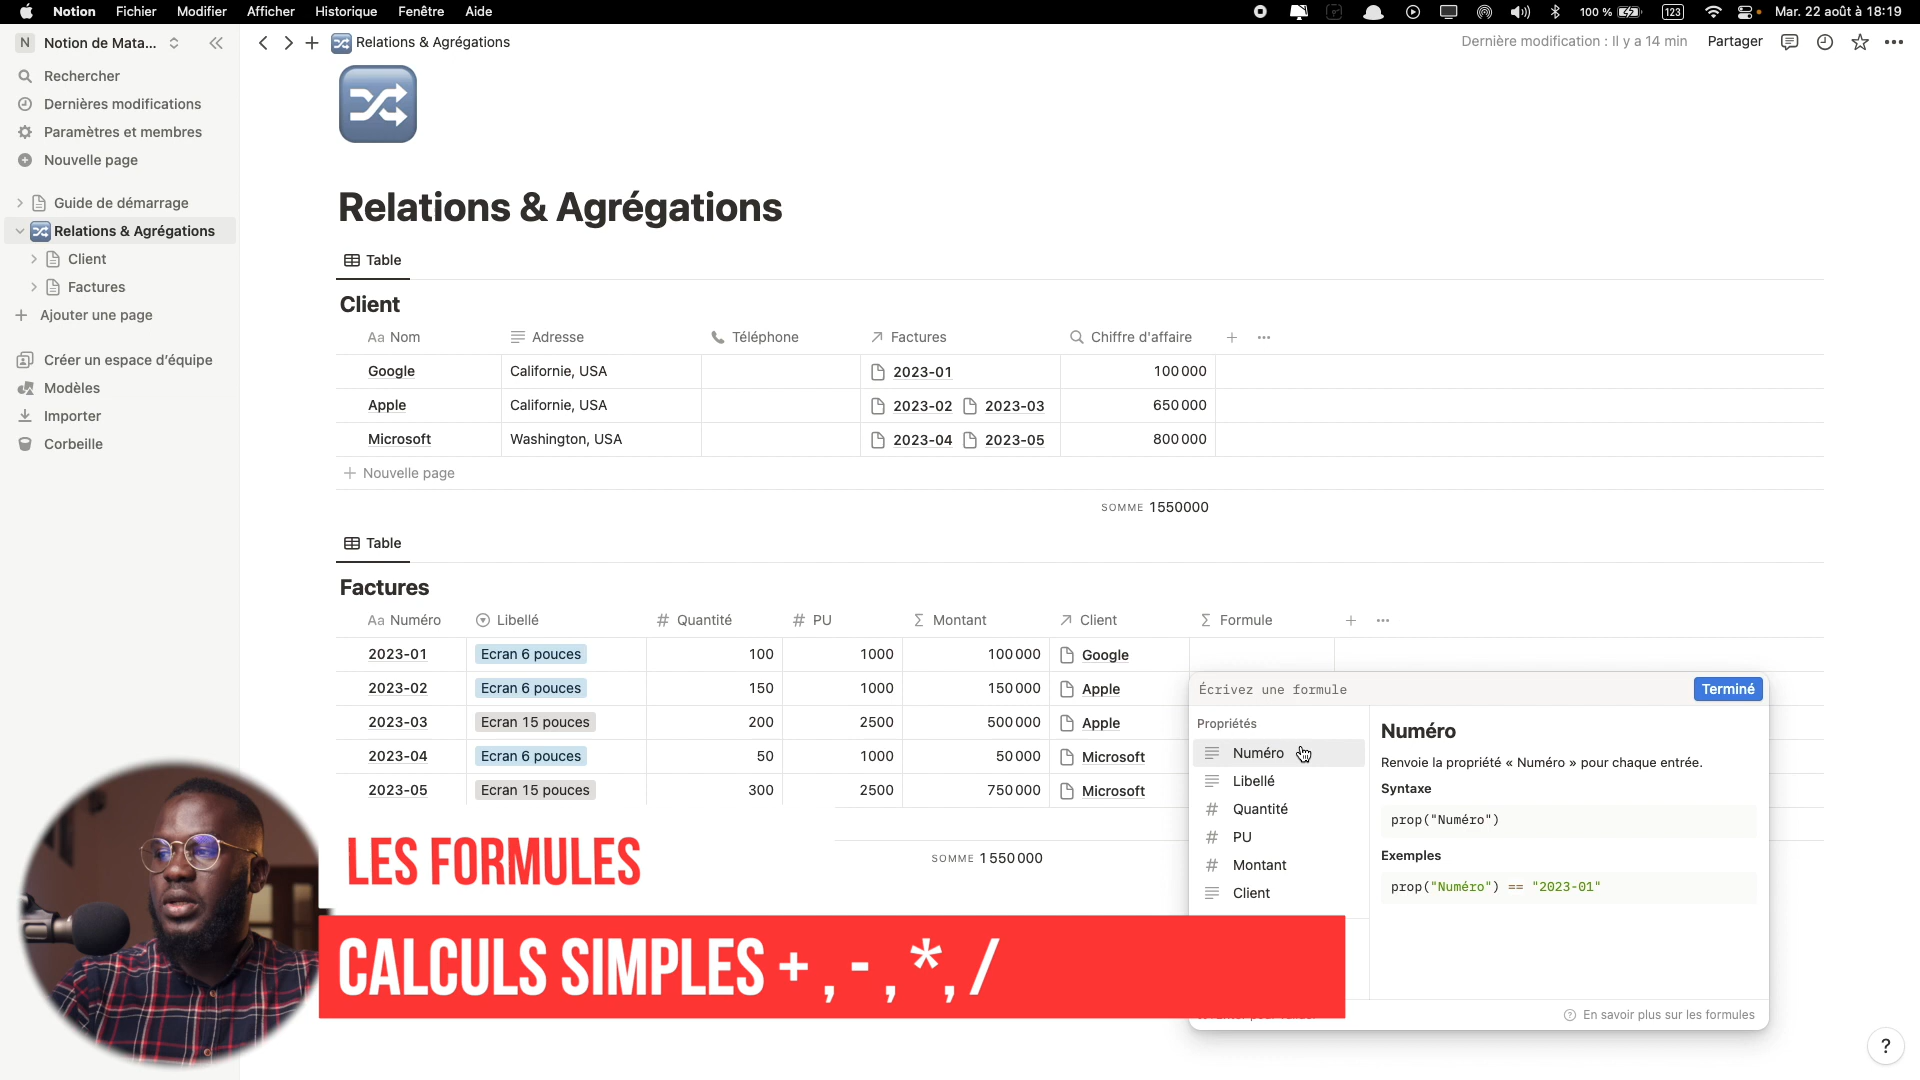 Notion Fichier Modifier Afficher Historique Fenêtre Aide 100 % 123 Mar. 22 août à 18:19
N Notion de Mata...
Relations & Agrégations
Dernière modification : Il y a 14 min Partager
Rechercher
Dernières modifications
Paramètres et membres
Nouvelle page
Guide de démarrage
Relations & Agrégations
Client
Factures
Ajouter une page
Créer un espace d'équipe
Modèles
Importer
Corbeille
Relations & Agrégations
Table
Client
Aa Nom Adresse Téléphone Factures Chiffre d'affaire
Google Californie, USA 2023-01 100 000
Apple Californie, USA 2023-02 2023-03 650 000
Microsoft Washington, USA 2023-04 2023-05 800 000
+ Nouvelle page
SOMME 1550000
Table
Factures
Aa Numéro Libellé # Quantité # PU Σ Montant Client Σ Formule
2023-01 Ecran 6 pouces 100 1000 100 000 Google
2023-02 Ecran 6 pouces 150 1000 150 000 Apple
2023-03 Ecran 15 pouces 200 2500 500 000 Apple
2023-04 Ecran 6 pouces 50 1000 50 000 Microsoft
2023-05 Ecran 15 pouces 300 2500 750 000 Microsoft
SOMME 1 550 000
Écrivez une formule Terminé
Propriétés
Numéro
Libellé
# Quantité
# PU
# Montant
Client
Numéro
Renvoie la propriété « Numéro » pour chaque entrée.
Syntaxe
prop("Numéro")
Exemples
prop("Numéro") == "2023-01"
En savoir plus sur les formules
LES FORMULES
CALCULS SIMPLES + , - , * , /
?